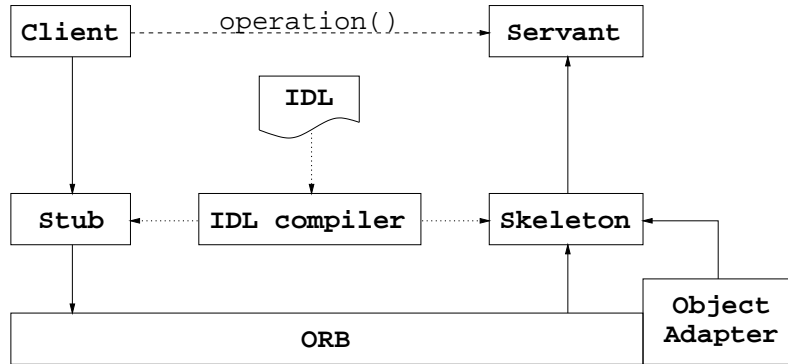 operation()
Client
Servant
IDL
Stub
IDL compiler
Skeleton
Object
Adapter
ORB